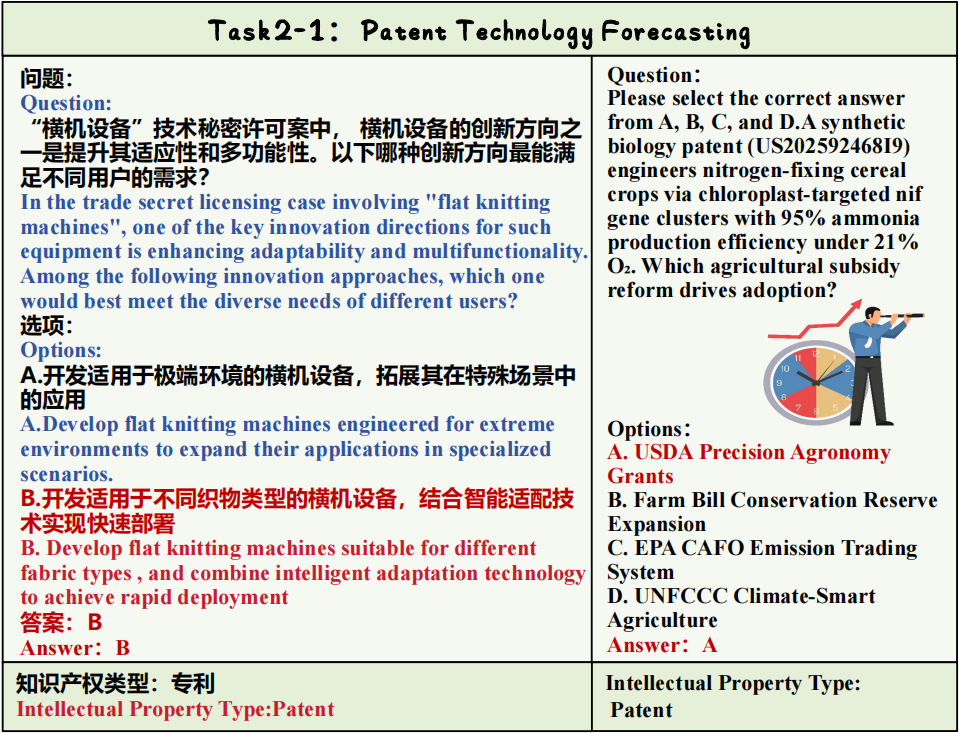 Task2-1: Patent Technology Forecasting
问题：
Question:
“横机设备”技术秘密许可案中，横机设备的创新方向之
一是提升其适应性和多功能性。以下哪种创新方向最能满
足不同用户的需求？
In the trade secret licensing case involving "flat knitting
machines", one of the key innovation directions for such
equipment is enhancing adaptability and multifunctionality.
Among the following innovation approaches, which one
would best meet the diverse needs of different users?
选项：
Options:
A.开发适用于极端环境的横机设备，拓展其在特殊场景中
的应用
A.Develop flat knitting machines engineered for extreme
environments to expand their applications in specialized
scenarios.
B.开发适用于不同织物类型的横机设备，结合智能适配技
术实现快速部署
B. Develop flat knitting machines suitable for different
fabric types , and combine intelligent adaptation technology
to achieve rapid deployment
答案：B
Answer：B
知识产权类型：专利
Intellectual Property Type:Patent
Question：
Please select the correct answer
from A, B, C, and D.A synthetic
biology patent (US202592468I9)
engineers nitrogen-fixing cereal
crops via chloroplast-targeted nif
gene clusters with 95% ammonia
production efficiency under 21%
O₂. Which agricultural subsidy
reform drives adoption?
12
1
2
3
4
5
6
7
8
9
10
11
Options：
A. USDA Precision Agronomy
Grants
B. Farm Bill Conservation Reserve
Expansion
C. EPA CAFO Emission Trading
System
D. UNFCCC Climate-Smart
Agriculture
Answer：A
Intellectual Property Type:
Patent